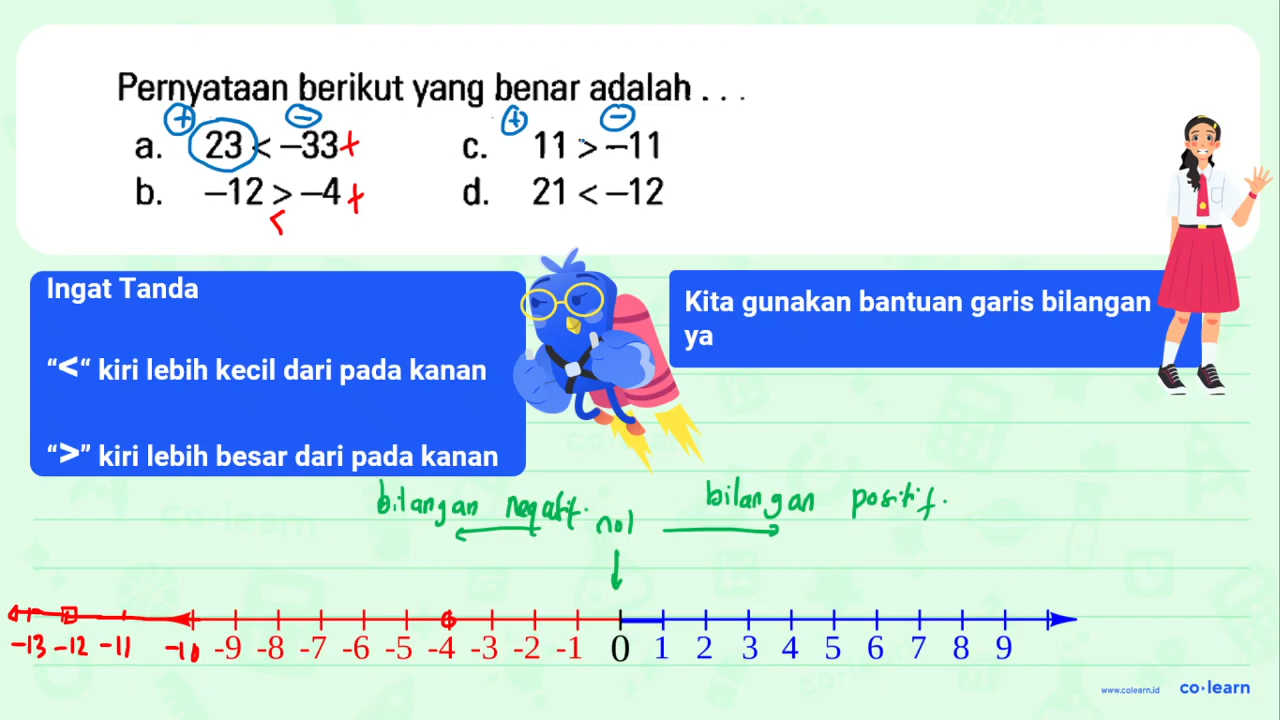 Pernyataan berikut yang benar adalah . . .
+ − + −
a. 23 < −33 + c. 11 > −11
b. −12 > −4 + d. 21 < −12
<
Ingat Tanda
“<“ kiri lebih kecil dari pada kanan
“>” kiri lebih besar dari pada kanan
Kita gunakan bantuan garis bilangan
ya
bilangan negatif. nol bilangan positif.
-13 -12 -11 -10 -9 -8 -7 -6 -5 -4 -3 -2 -1 0 1 2 3 4 5 6 7 8 9
www.colearn.id co·learn